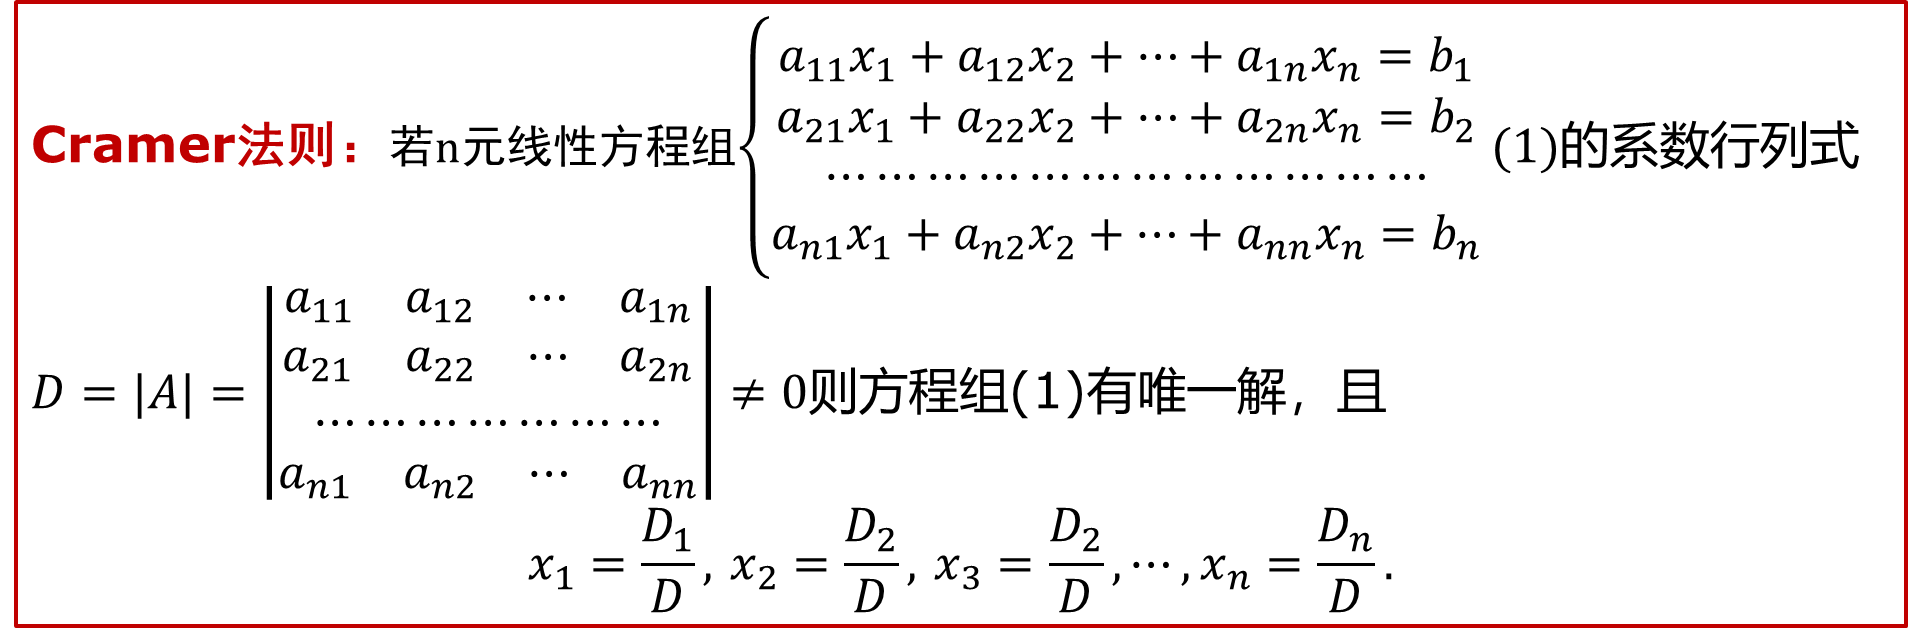 Cramer法则：若n元线性方程组{a₁₁x₁ + a₁₂x₂ + ⋯ + a₁ₙxₙ = b₁
a₂₁x₁ + a₂₂x₂ + ⋯ + a₂ₙxₙ = b₂
⋯⋯⋯⋯⋯⋯⋯⋯⋯⋯⋯⋯
aₙ₁x₁ + aₙ₂x₂ + ⋯ + aₙₙxₙ = bₙ
(1)的系数行列式
D = |A| = |a₁₁ a₁₂ ⋯ a₁ₙ
a₂₁ a₂₂ ⋯ a₂ₙ
⋯⋯⋯⋯⋯⋯⋯
aₙ₁ aₙ₂ ⋯ aₙₙ|
≠ 0则方程组(1)有唯一解，且
x₁ = D₁/D, x₂ = D₂/D, x₃ = D₂/D, ⋯, xₙ = Dₙ/D.